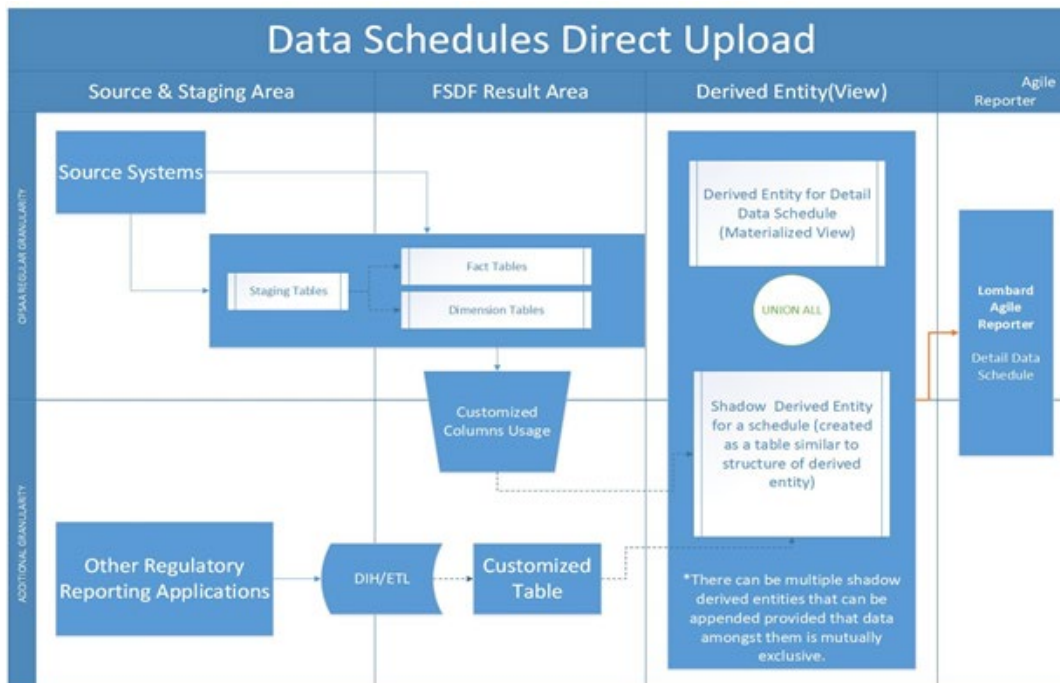 Data Schedules Direct Upload
Source & Staging Area
FSDF Result Area
Derived Entity(View)
Agile
Reporter
OFSAA REGULAR GRANULARITY
Source Systems
Staging Tables
Fact Tables
Dimension Tables
Derived Entity for Detail
Data Schedule
(Materialized View)
UNION ALL
Lombard
Agile
Reporter
Detail Data
Schedule
Customized
Columns Usage
Shadow Derived Entity
for a schedule (created
as a table similar to
structure of derived
entity)
ADDITIONAL GRANULARITY
Other Regulatory
Reporting Applications
DIH/ETL
Customized
Table
*There can be multiple shadow
derived entities that can be
appended provided that data
amongst them is mutually
exclusive.